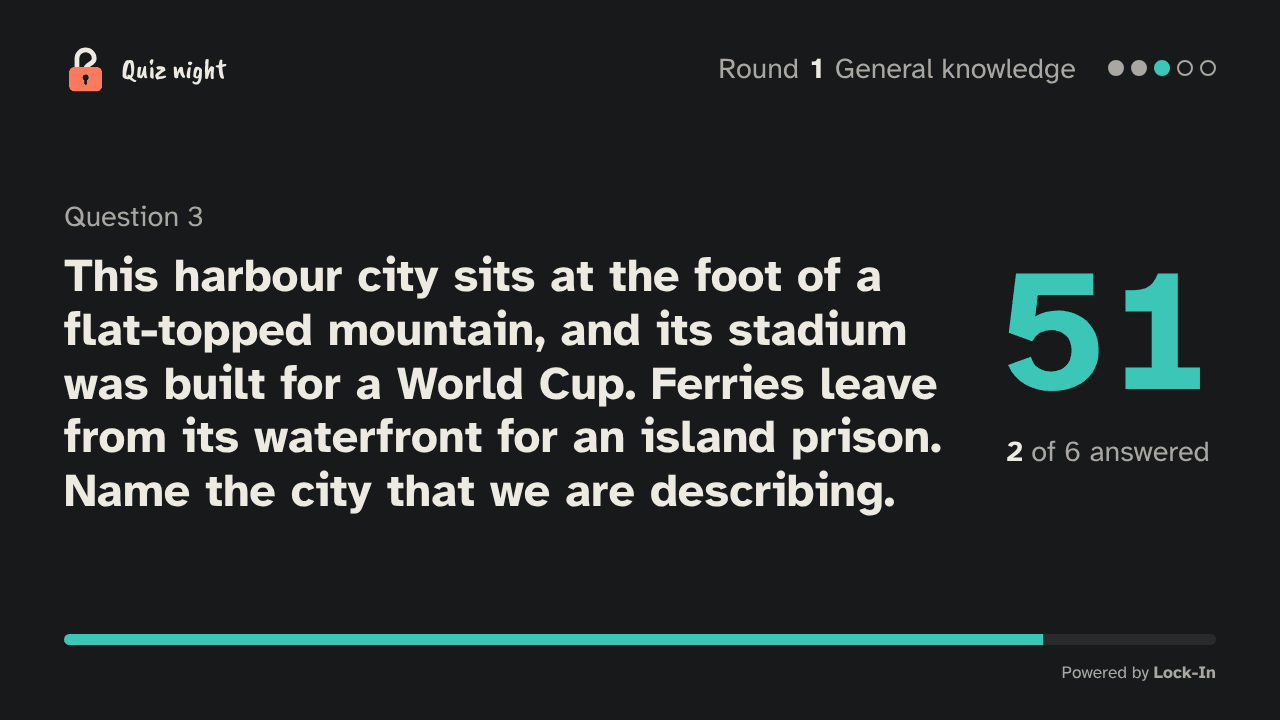 Quiz night
Round 1 General knowledge
Question 3
This harbour city sits at the foot of a
flat-topped mountain, and its stadium
was built for a World Cup. Ferries leave
from its waterfront for an island prison.
Name the city that we are describing.
51
2 of 6 answered
Powered by Lock-In